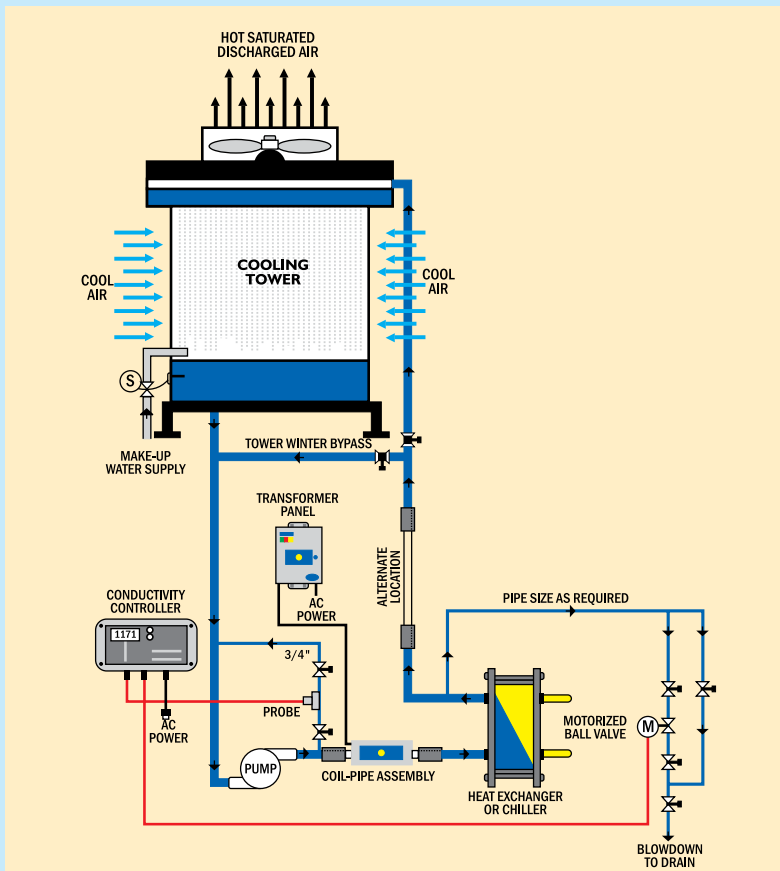 HOT SATURATED
DISCHARGED AIR
COOLING
TOWER
COOL
AIR
COOL
AIR
S
MAKE-UP
WATER SUPPLY
TOWER WINTER BYPASS
TRANSFORMER
PANEL
AC
POWER
ALTERNATE
LOCATION
PIPE SIZE AS REQUIRED
CONDUCTIVITY
CONTROLLER
1171
3/4"
PROBE
AC
POWER
PUMP
COIL-PIPE ASSEMBLY
MOTORIZED
BALL VALVE
M
HEAT EXCHANGER
OR CHILLER
BLOWDOWN
TO DRAIN